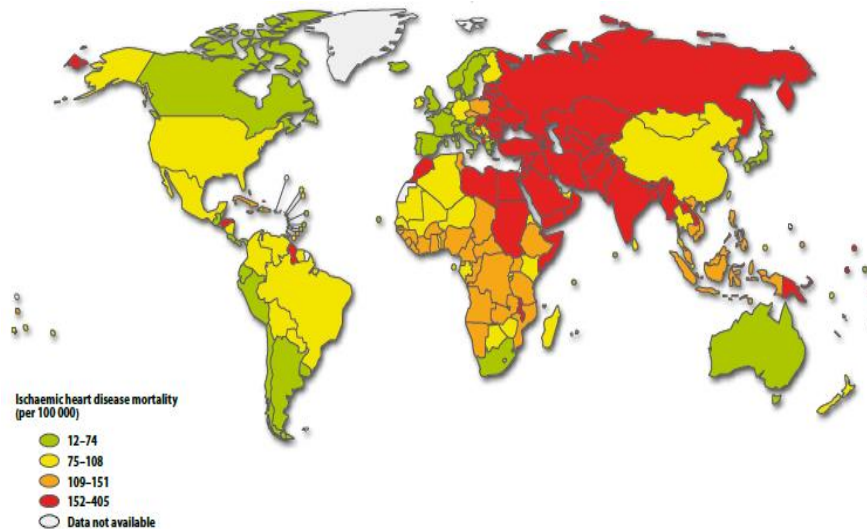 Ischaemic heart disease mortality
(per 100 000)
12–74
75–108
109–151
152–405
Data not available